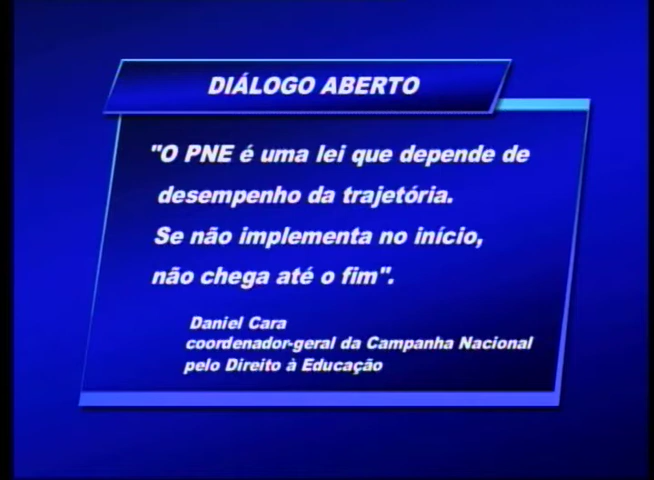 DIÁLOGO ABERTO
"O PNE é uma lei que depende de
desempenho da trajetória.
Se não implementa no início,
não chega até o fim".
Daniel Cara
coordenador-geral da Campanha Nacional
pelo Direito à Educação